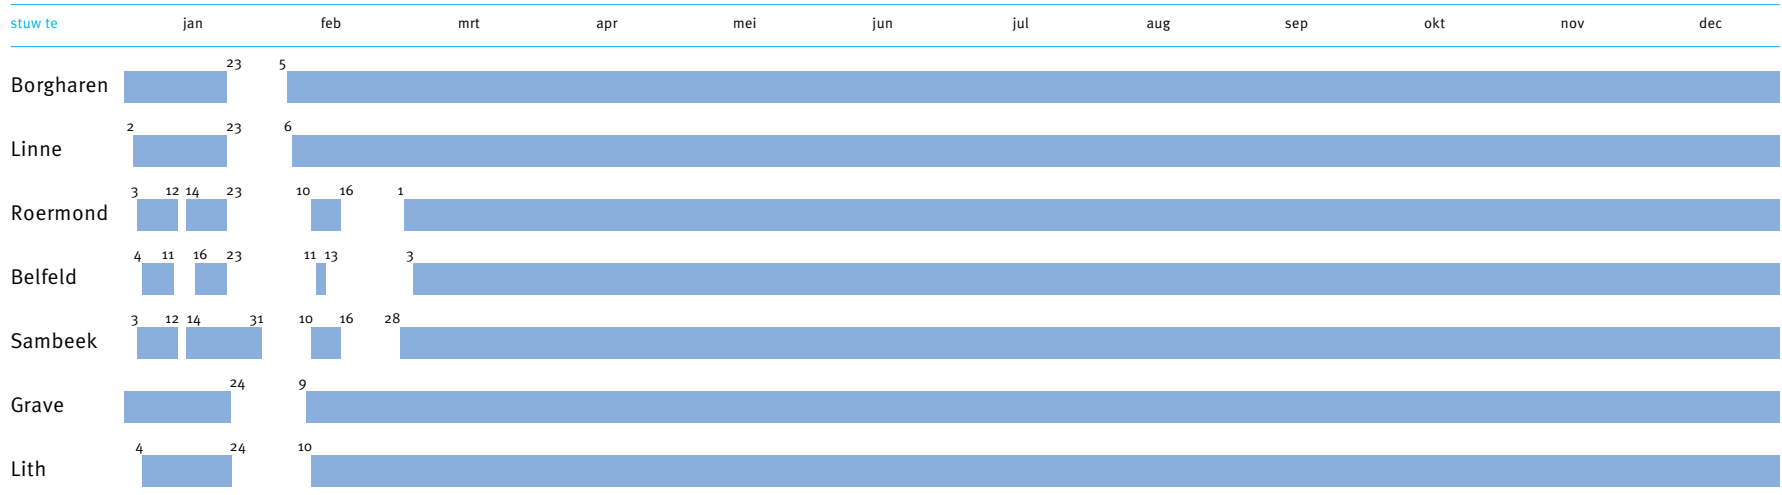 stuw te jan feb mrt apr mei jun jul aug sep okt nov dec
23 5
Borgharen
2 23 6
Linne
3 12 14 23 10 16 1
Roermond
4 11 16 23 11 13 3
Belfeld
3 12 14 31 10 16 28
Sambeek
24 9
Grave
4 24 10
Lith